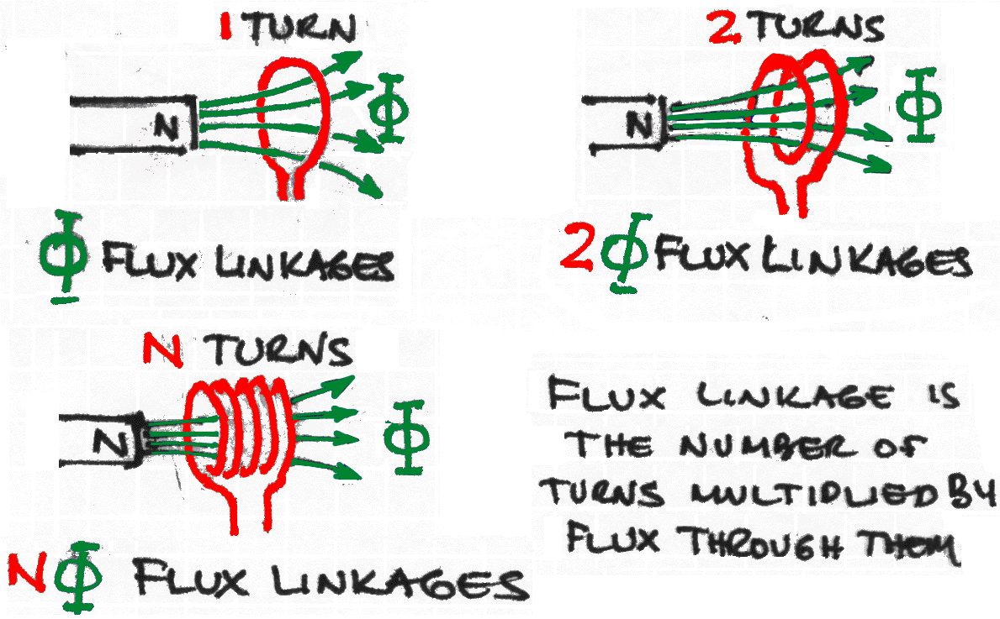 1 TURN
N
Φ
Φ FLUX LINKAGES
2 TURNS
N
Φ
2Φ FLUX LINKAGES
N TURNS
N
Φ
NΦ FLUX LINKAGES
FLUX LINKAGE IS
THE NUMBER OF
TURNS MULTIPLIED BY
FLUX THROUGH THEM